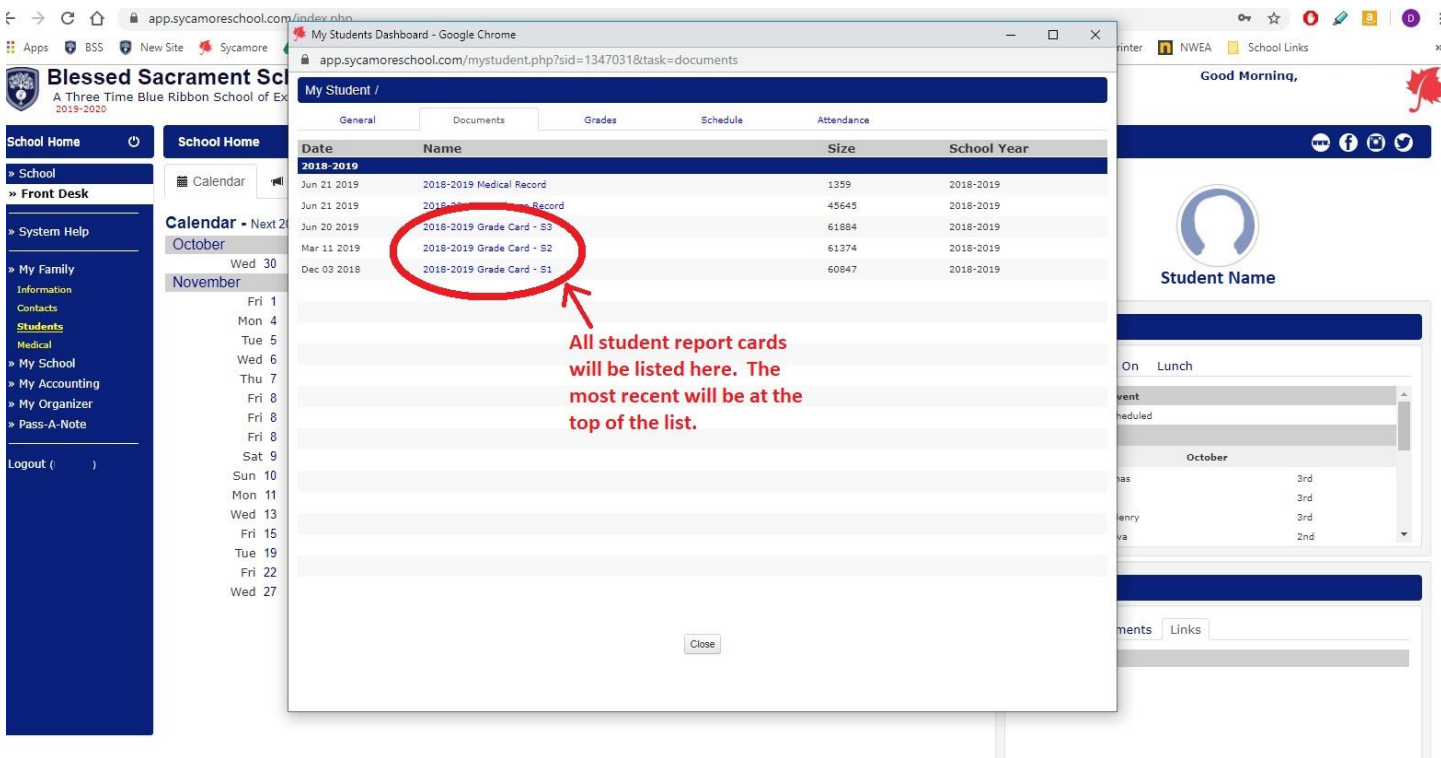 app.sycamoreschool.com/index.php
Apps BSS New Site Sycamore
NWEA School Links
My Students Dashboard - Google Chrome
app.sycamoreschool.com/mystudent.php?sid=1347031&task=documents
Blessed Sacrament Scl
A Three Time Blue Ribbon School of Ex
2019-2020
Good Morning,
School Home
» School
» Front Desk
» System Help
» My Family
Information
Contacts
Students
Medical
» My School
» My Accounting
» My Organizer
» Pass-A-Note
Logout ( )
School Home
Calendar
Calendar - Next 20
October
Wed 30
November
Fri 1
Mon 4
Tue 5
Wed 6
Thu 7
Fri 8
Fri 8
Fri 8
Sat 9
Sun 10
Mon 11
Wed 13
Fri 15
Tue 19
Fri 22
Wed 27
My Student /
General Documents Grades Schedule Attendance
Date Name Size School Year
2018-2019
Jun 21 2019 2018-2019 Medical Record 1359 2018-2019
Jun 21 2019 2018-2019 Record 45645 2018-2019
Jun 20 2019 2018-2019 Grade Card - S3 61884 2018-2019
Mar 11 2019 2018-2019 Grade Card - S2 61374 2018-2019
Dec 03 2018 2018-2019 Grade Card - S1 60847 2018-2019
All student report cards
will be listed here. The
most recent will be at the
top of the list.
Close
Student Name
On Lunch
vent
heduled
October
3rd
3rd
enry 3rd
va 2nd
ments Links